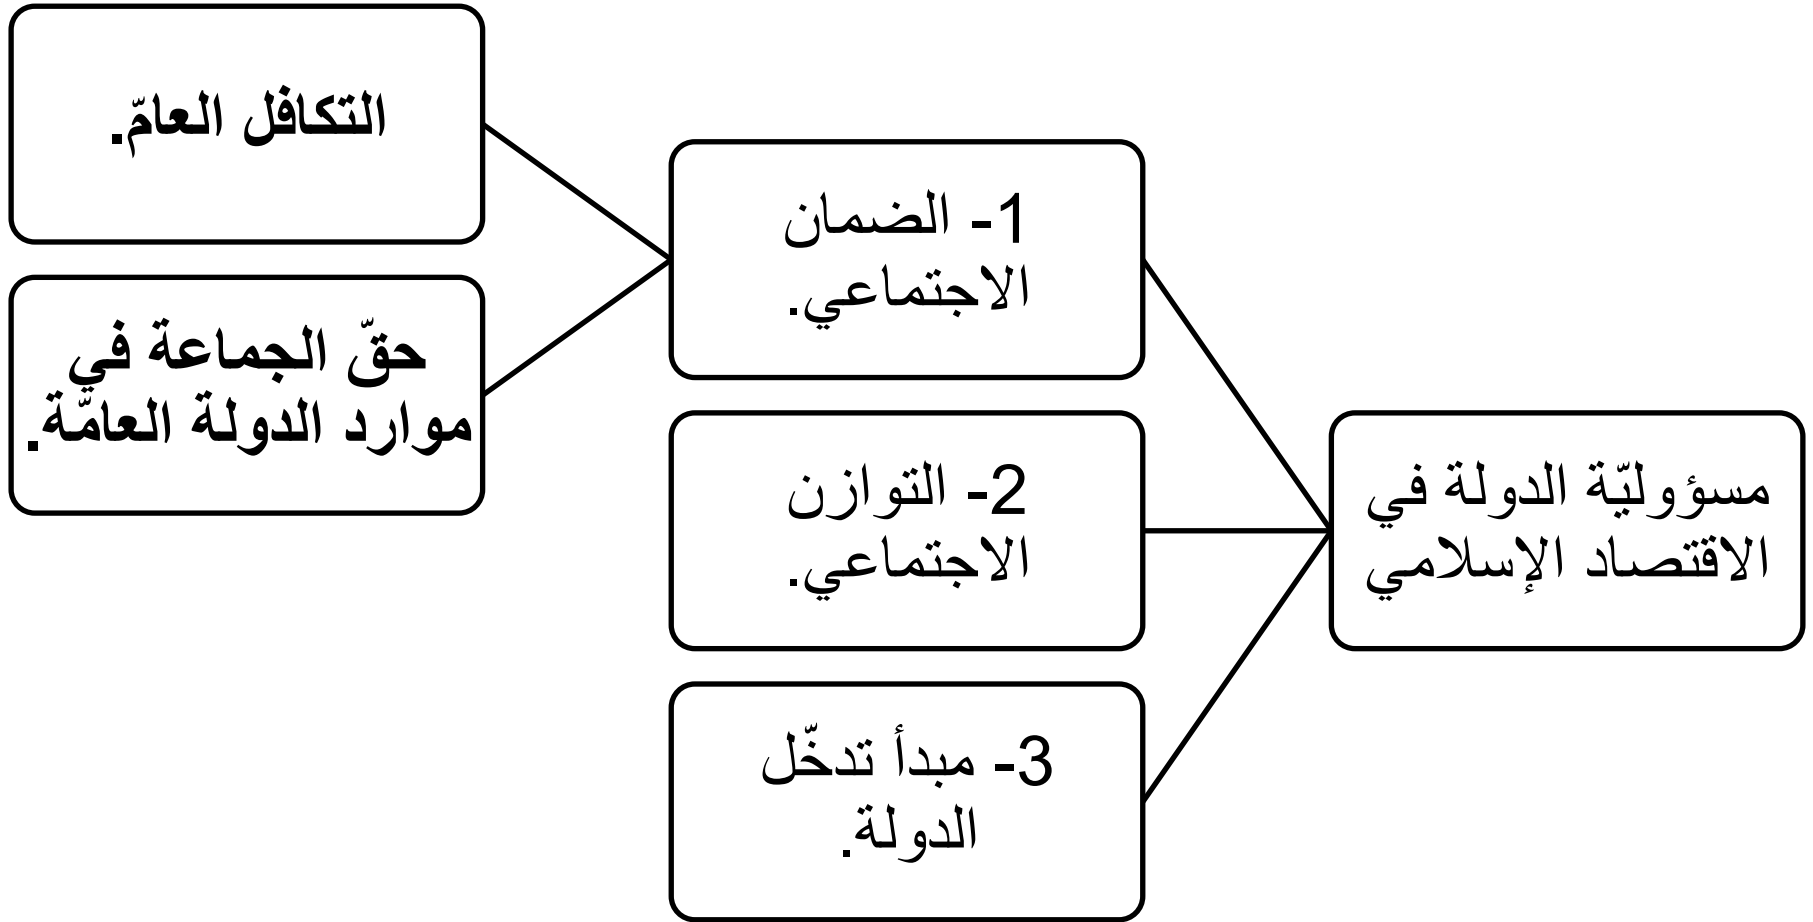 مسؤوليّة الدولة في
الاقتصاد الإسلامي
1- الضمان
الاجتماعي.
التكافل العامّ.
حقّ الجماعة في
موارد الدولة العامّة.
2- التوازن
الاجتماعي.
3- مبدأ تدخّل
الدولة.